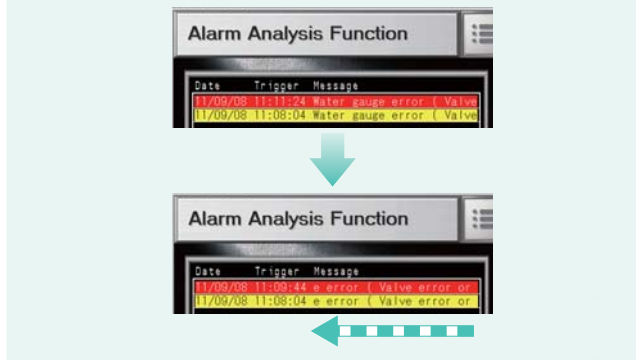 Alarm Analysis Function
Date Trigger Message
11/09/08 11:11:24 Water gauge error ( Valve
11/09/08 11:08:04 Water gauge error ( Valve
Alarm Analysis Function
Date Trigger Message
11/09/08 11:09:44 e error ( Valve error or
11/09/08 11:08:04 e error ( Valve error or